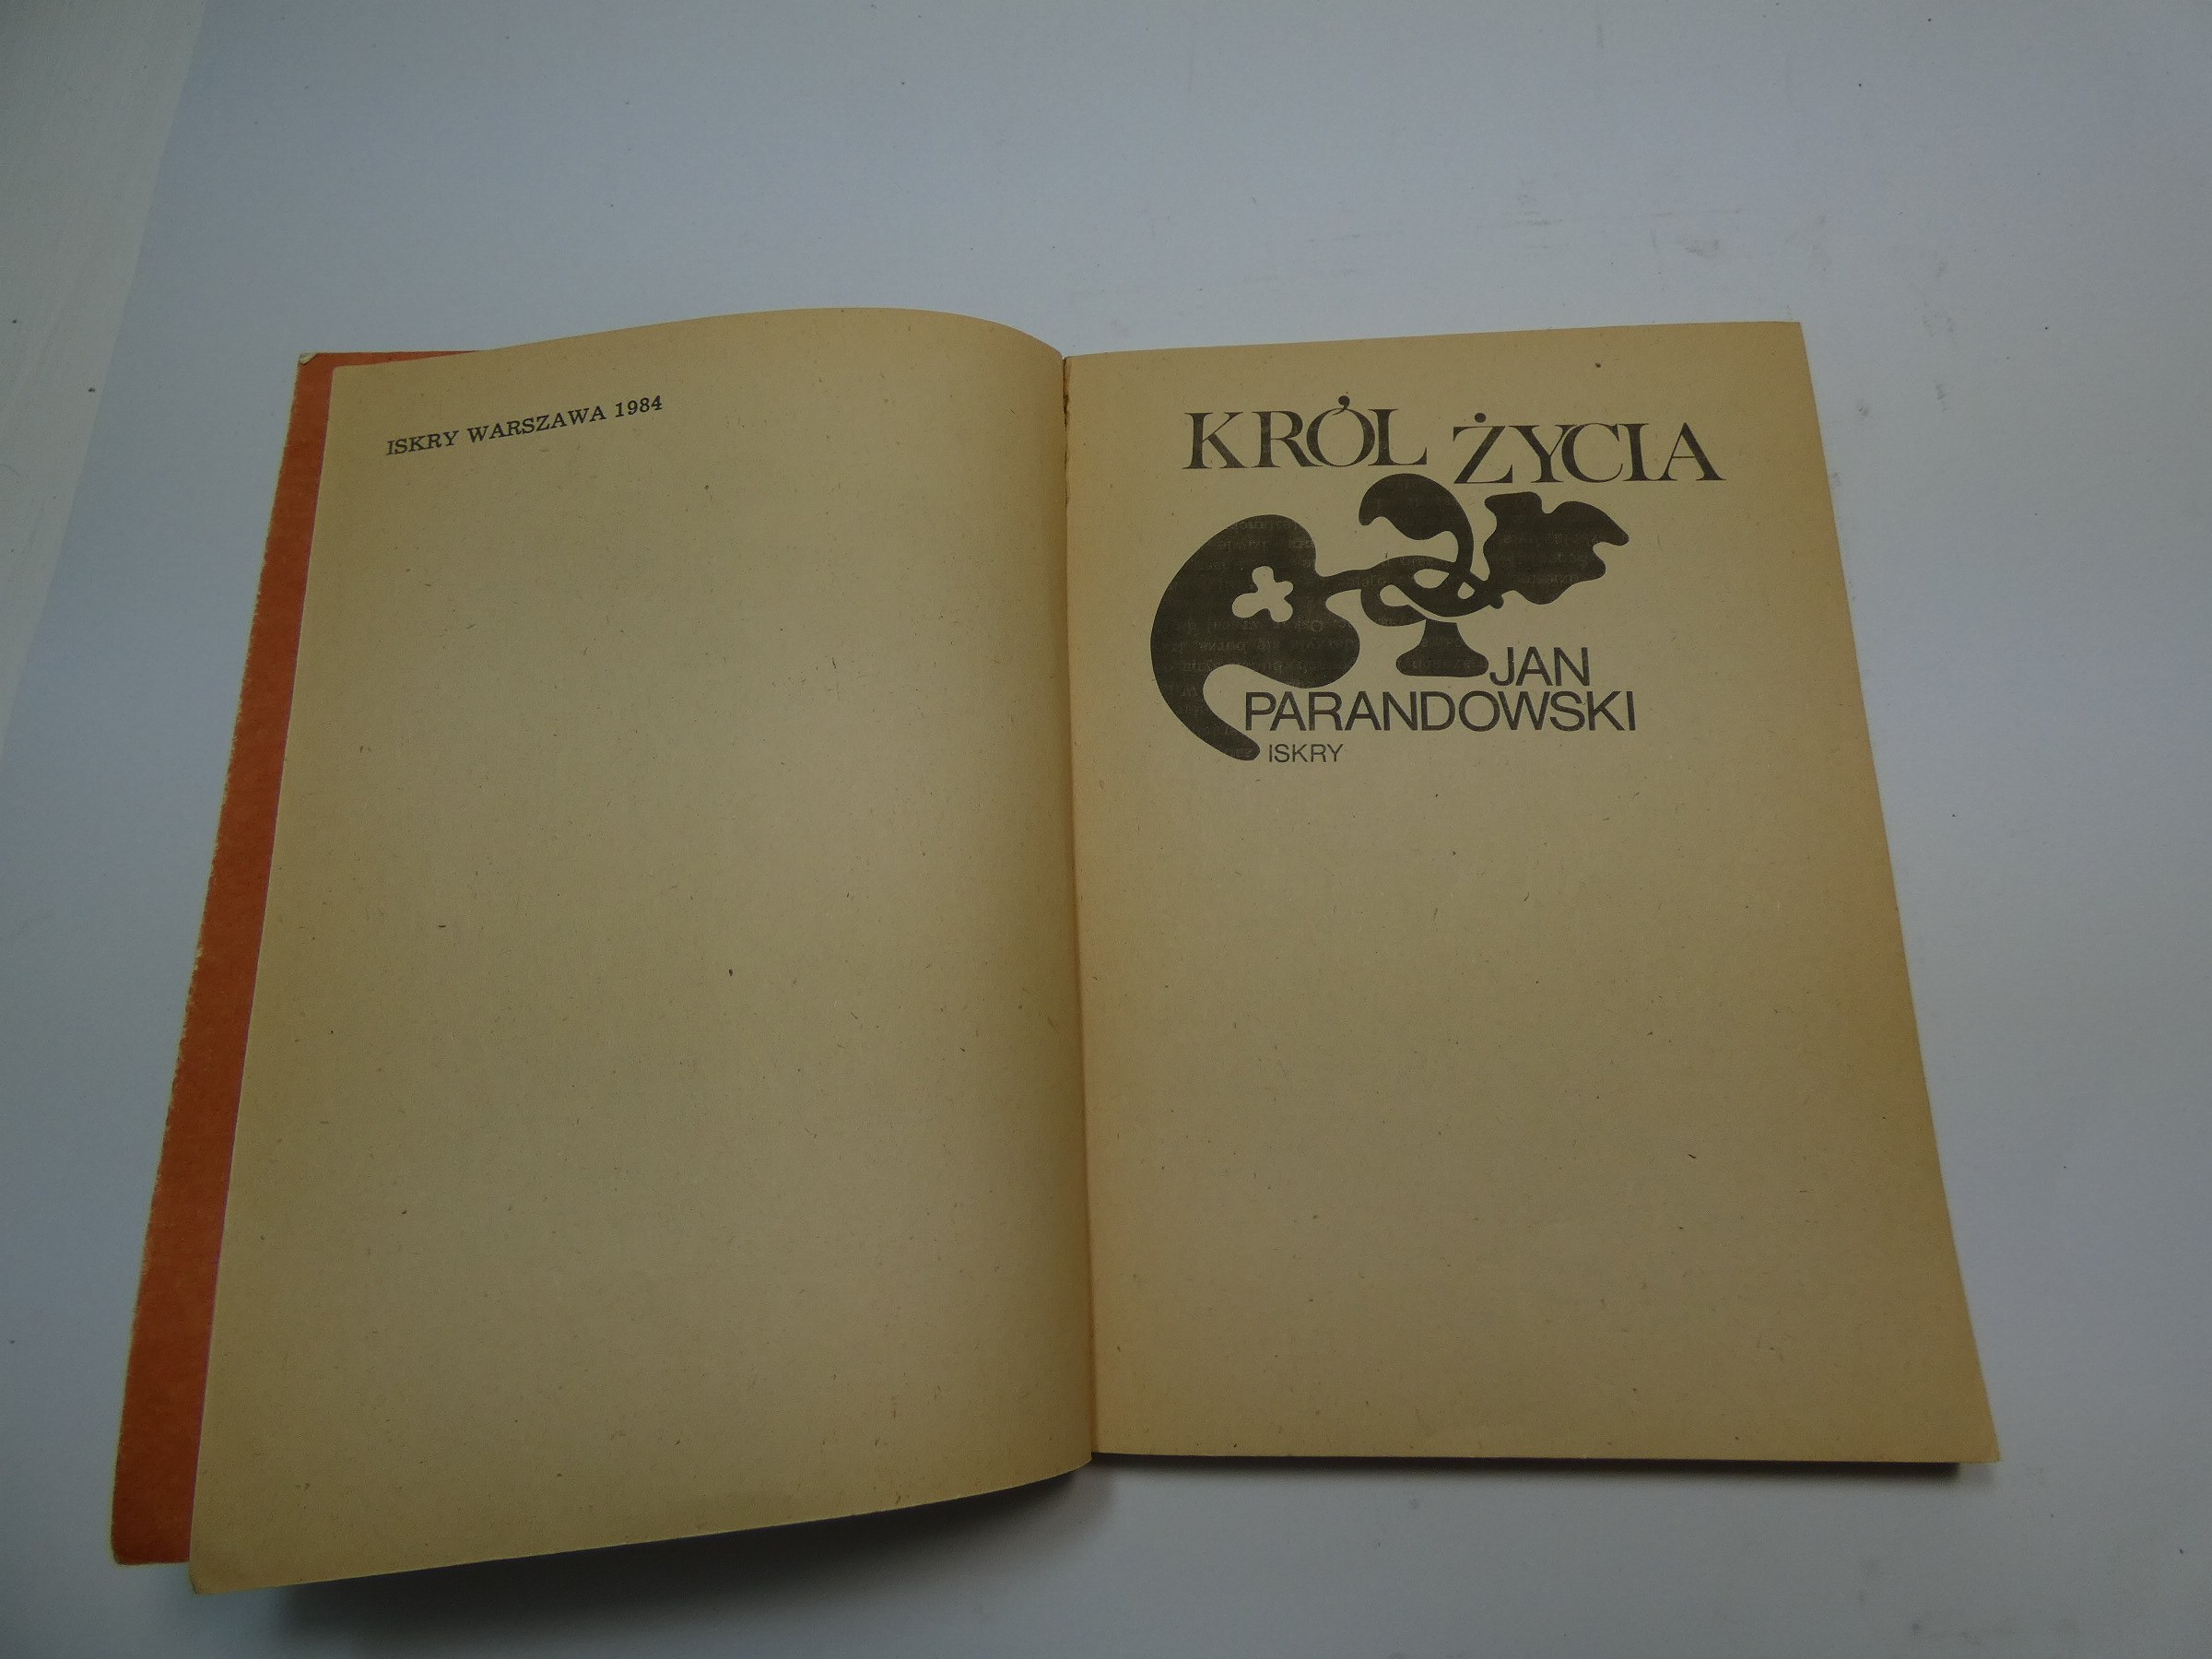 ISKRY WARSZAWA 1984
KRÓL ŻYCIA
JAN
PARANDOWSKI
ISKRY